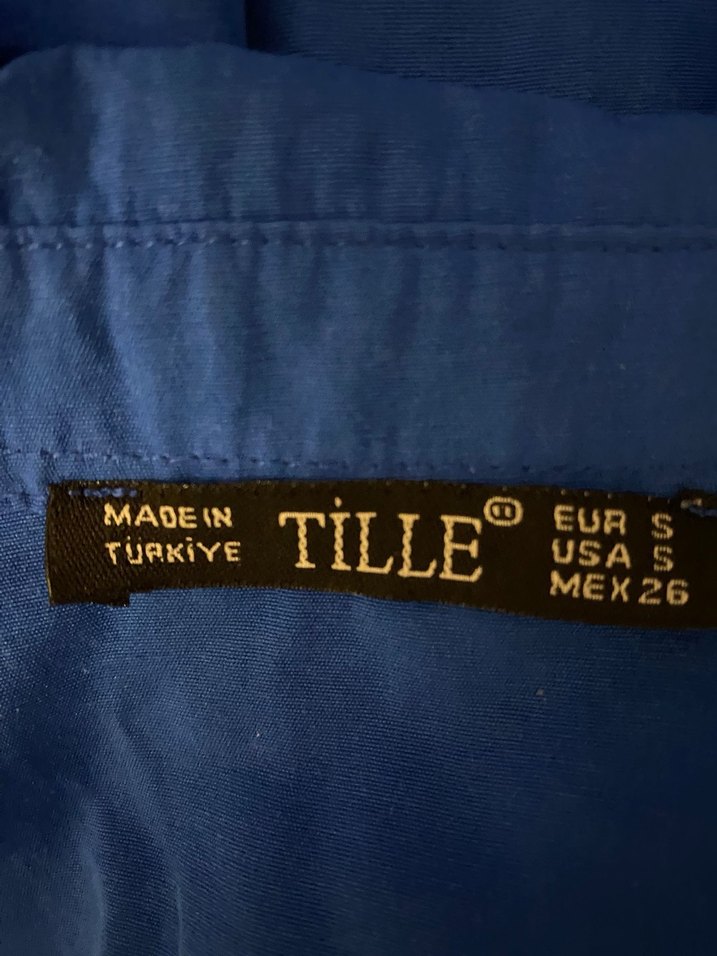 MADE IN
TÜRKİYE
TİLLE
EUR S
USA S
MEX 26